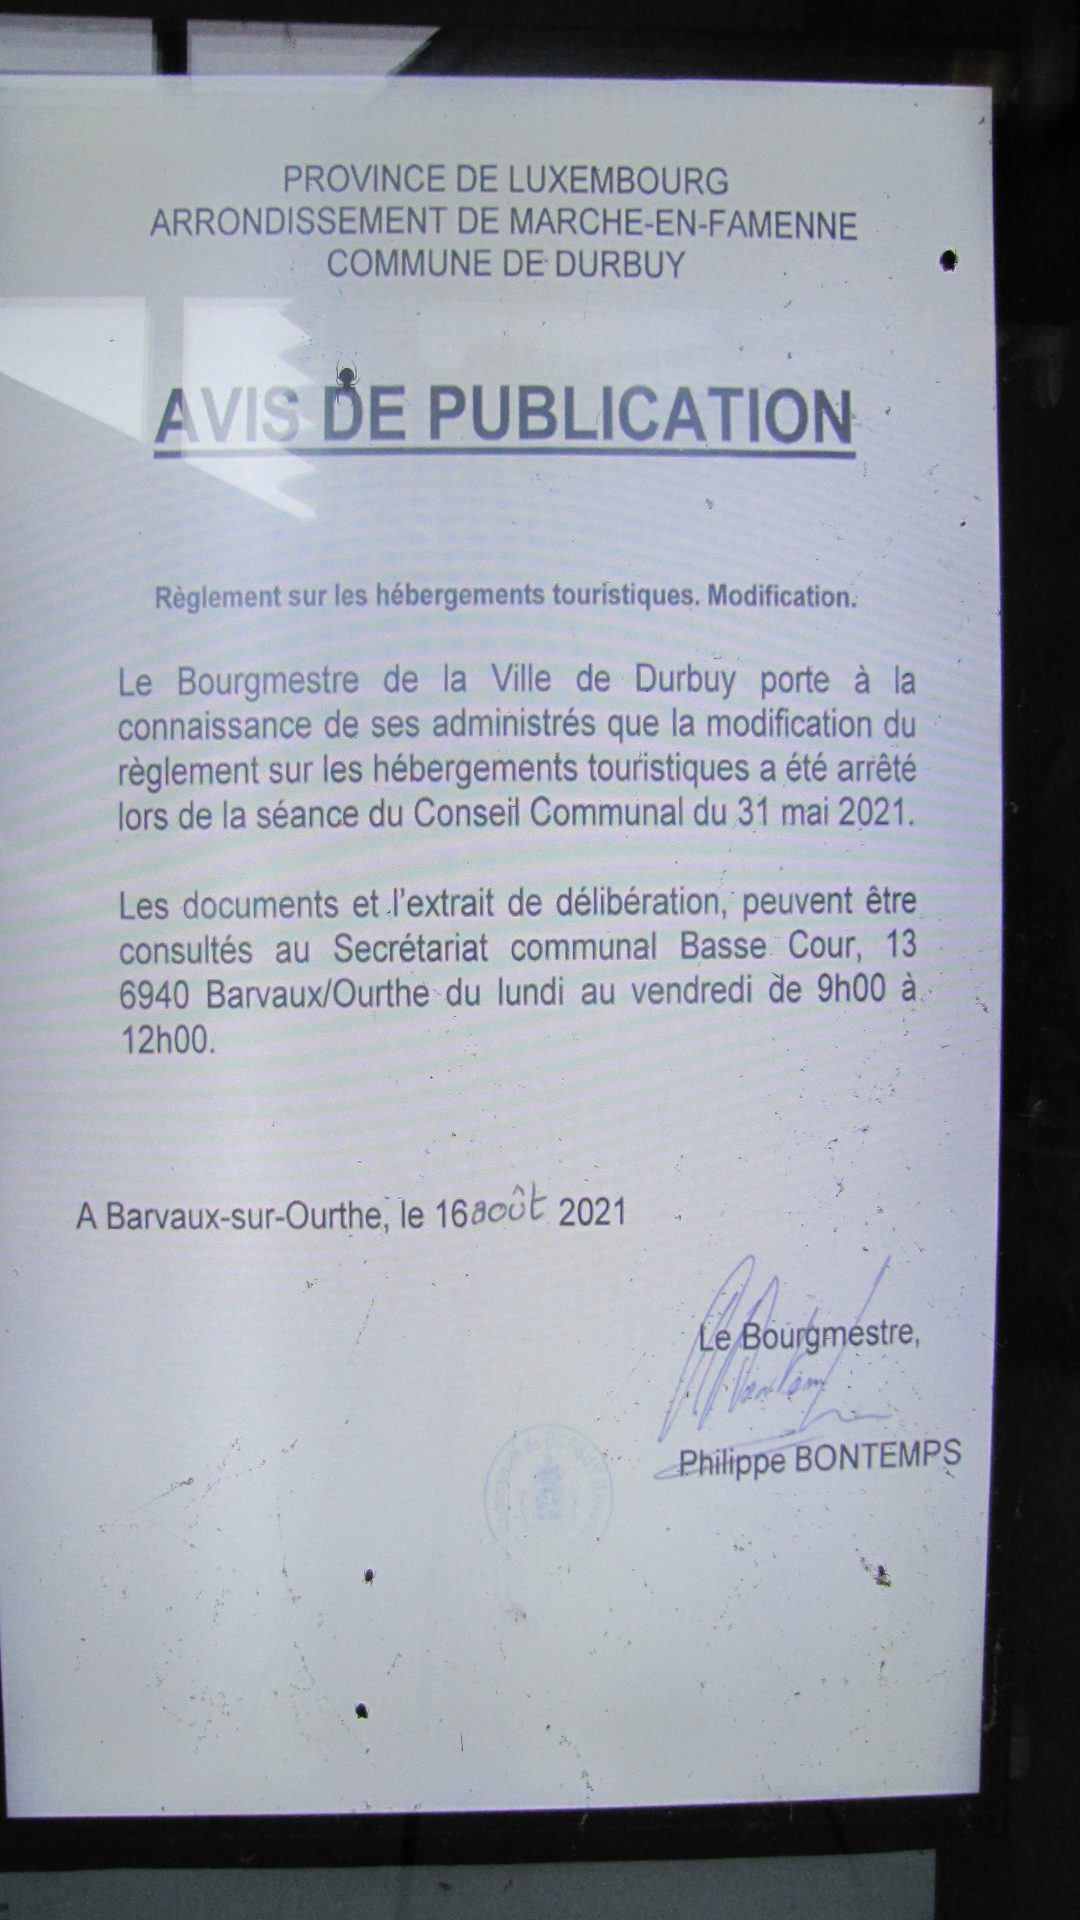 PROVINCE DE LUXEMBOURG
ARRONDISSEMENT DE MARCHE-EN-FAMENNE
COMMUNE DE DURBUY
AVIS DE PUBLICATION
Règlement sur les hébergements touristiques. Modification.
Le Bourgmestre de la Ville de Durbuy porte à la
connaissance de ses administrés que la modification du
règlement sur les hébergements touristiques a été arrêté
lors de la séance du Conseil Communal du 31 mai 2021.
Les documents et l'extrait de délibération, peuvent être
consultés au Secrétariat communal Basse Cour, 13
6940 Barvaux/Ourthe du lundi au vendredi de 9h00 à
12h00.
A Barvaux-sur-Ourthe, le 16 août 2021
Le Bourgmestre,
Philippe BONTEMPS